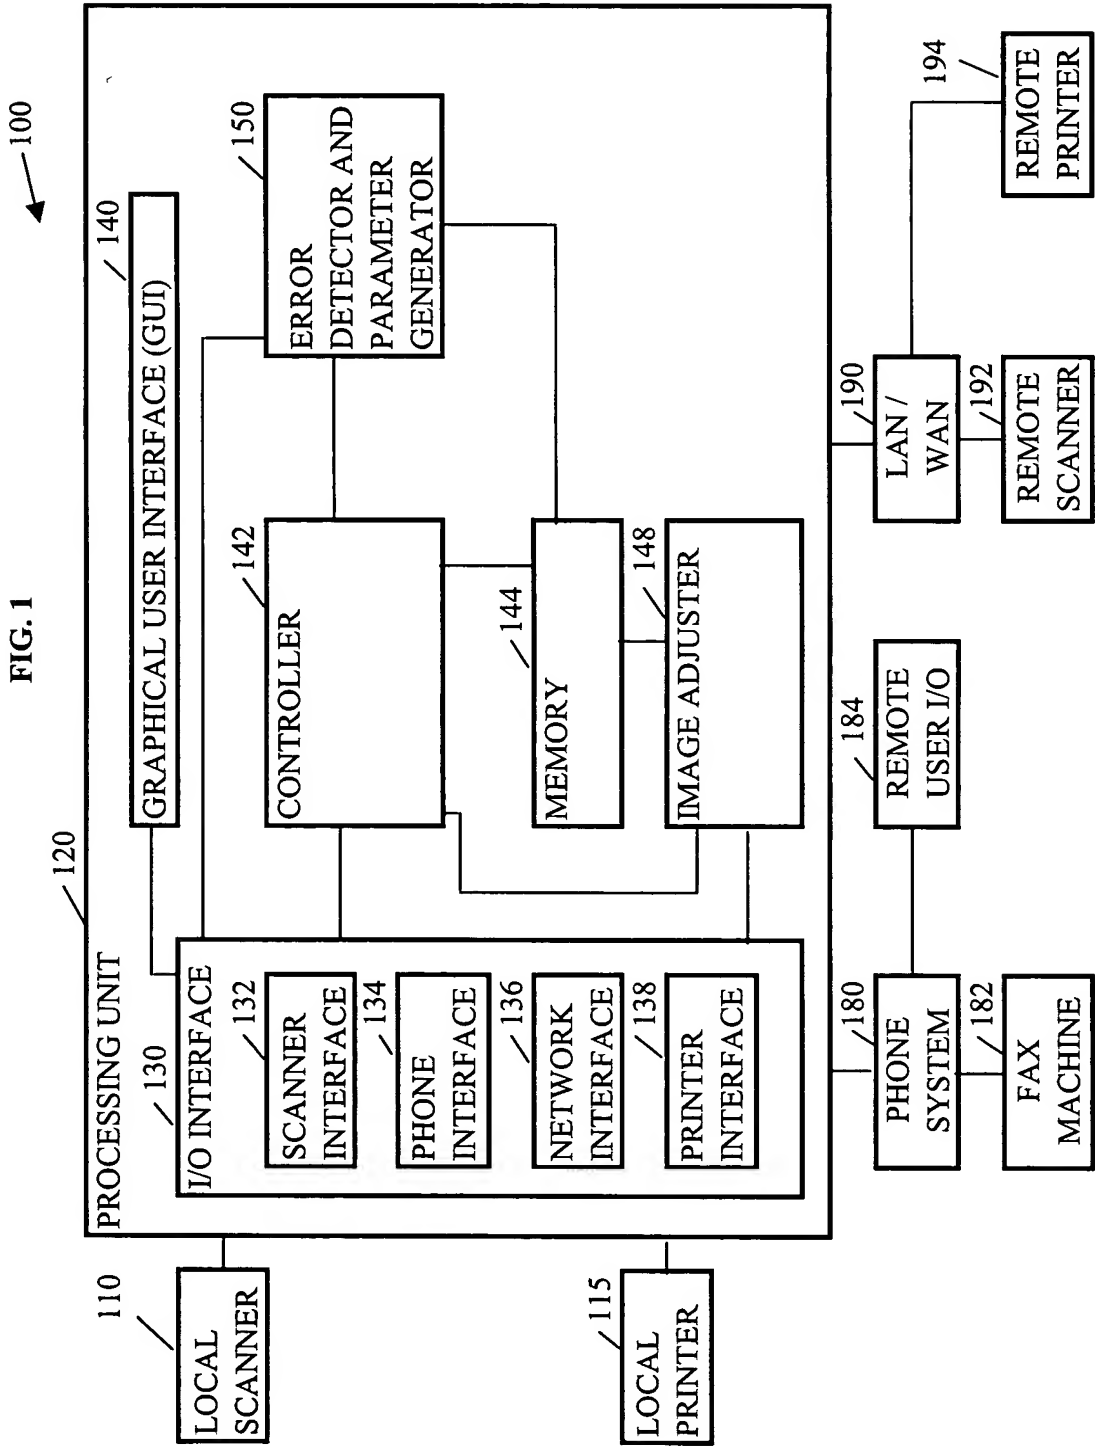 FIG. 1
100
120
PROCESSING UNIT
140
GRAPHICAL USER INTERFACE (GUI)
130
I/O INTERFACE
132
SCANNER
INTERFACE
134
PHONE
INTERFACE
136
NETWORK
INTERFACE
138
PRINTER
INTERFACE
142
CONTROLLER
144
MEMORY
148
IMAGE ADJUSTER
150
ERROR
DETECTOR AND
PARAMETER
GENERATOR
110
LOCAL
SCANNER
115
LOCAL
PRINTER
180
PHONE
SYSTEM
182
FAX
MACHINE
184
REMOTE
USER I/O
190
LAN /
WAN
192
REMOTE
SCANNER
194
REMOTE
PRINTER